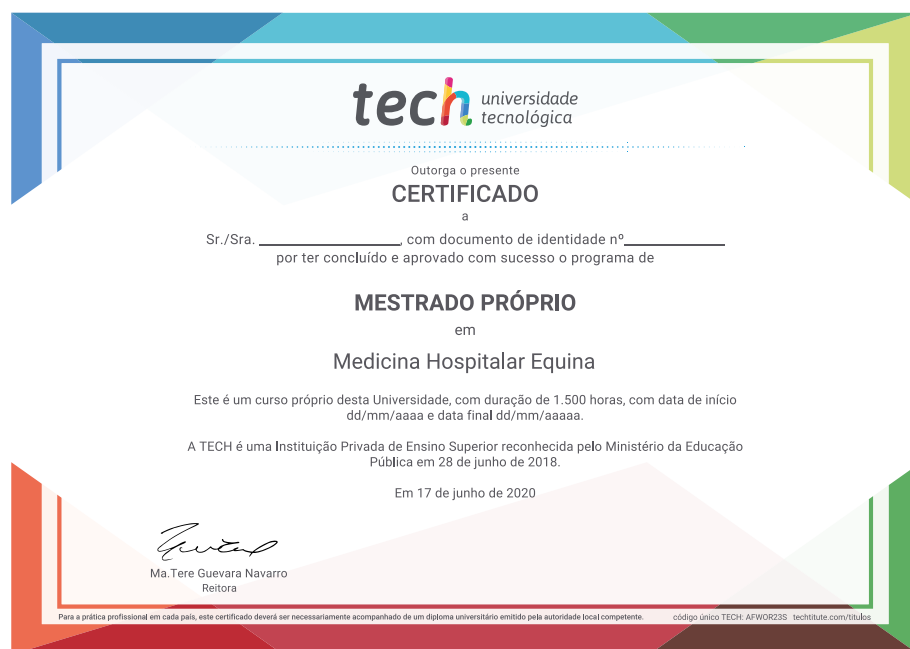 tech universidade
tecnológica
Outorga o presente
CERTIFICADO
a
Sr./Sra. ____________________, com documento de identidade nº______________
por ter concluído e aprovado com sucesso o programa de
MESTRADO PRÓPRIO
em
Medicina Hospitalar Equina
Este é um curso próprio desta Universidade, com duração de 1.500 horas, com data de início
dd/mm/aaaa e data final dd/mm/aaaaa.
A TECH é uma Instituição Privada de Ensino Superior reconhecida pelo Ministério da Educação
Pública em 28 de junho de 2018.
Em 17 de junho de 2020
Ma.Tere Guevara Navarro
Reitora
Para a prática profissional em cada país, este certificado deverá ser necessariamente acompanhado de um diploma universitário emitido pela autoridade local competente. código único TECH: AFWOR23S techtitute.com/titulos